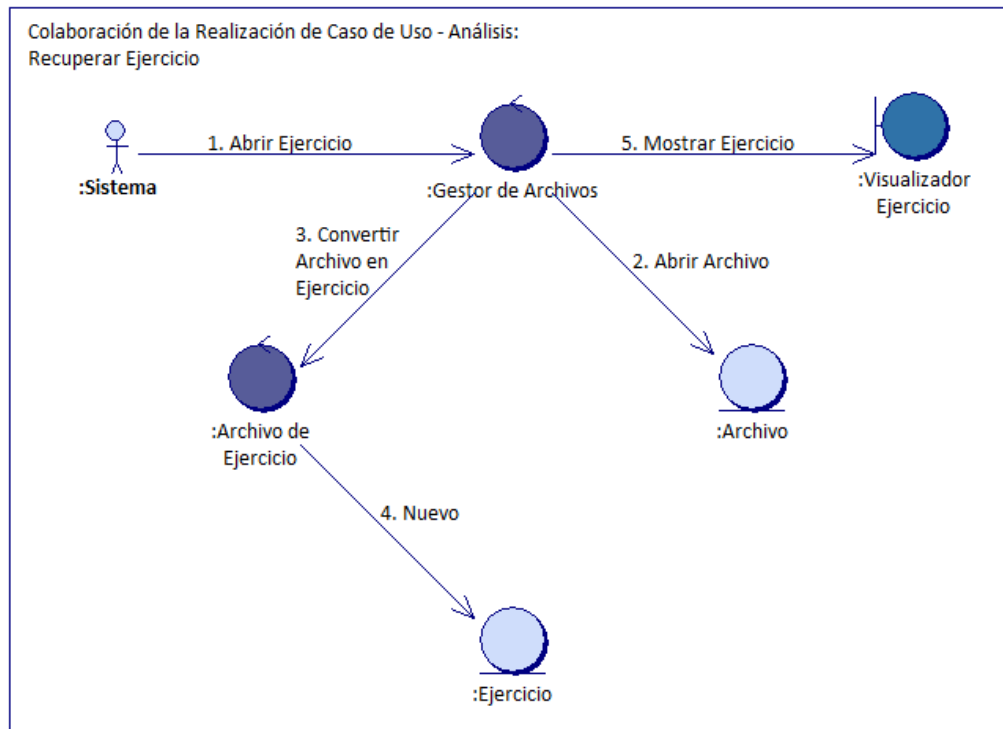 Colaboración de la Realización de Caso de Uso - Análisis:
Recuperar Ejercicio
1. Abrir Ejercicio
5. Mostrar Ejercicio
:Sistema
:Gestor de Archivos
:Visualizador
Ejercicio
3. Convertir
Archivo en
Ejercicio
2. Abrir Archivo
:Archivo de
Ejercicio
:Archivo
4. Nuevo
:Ejercicio